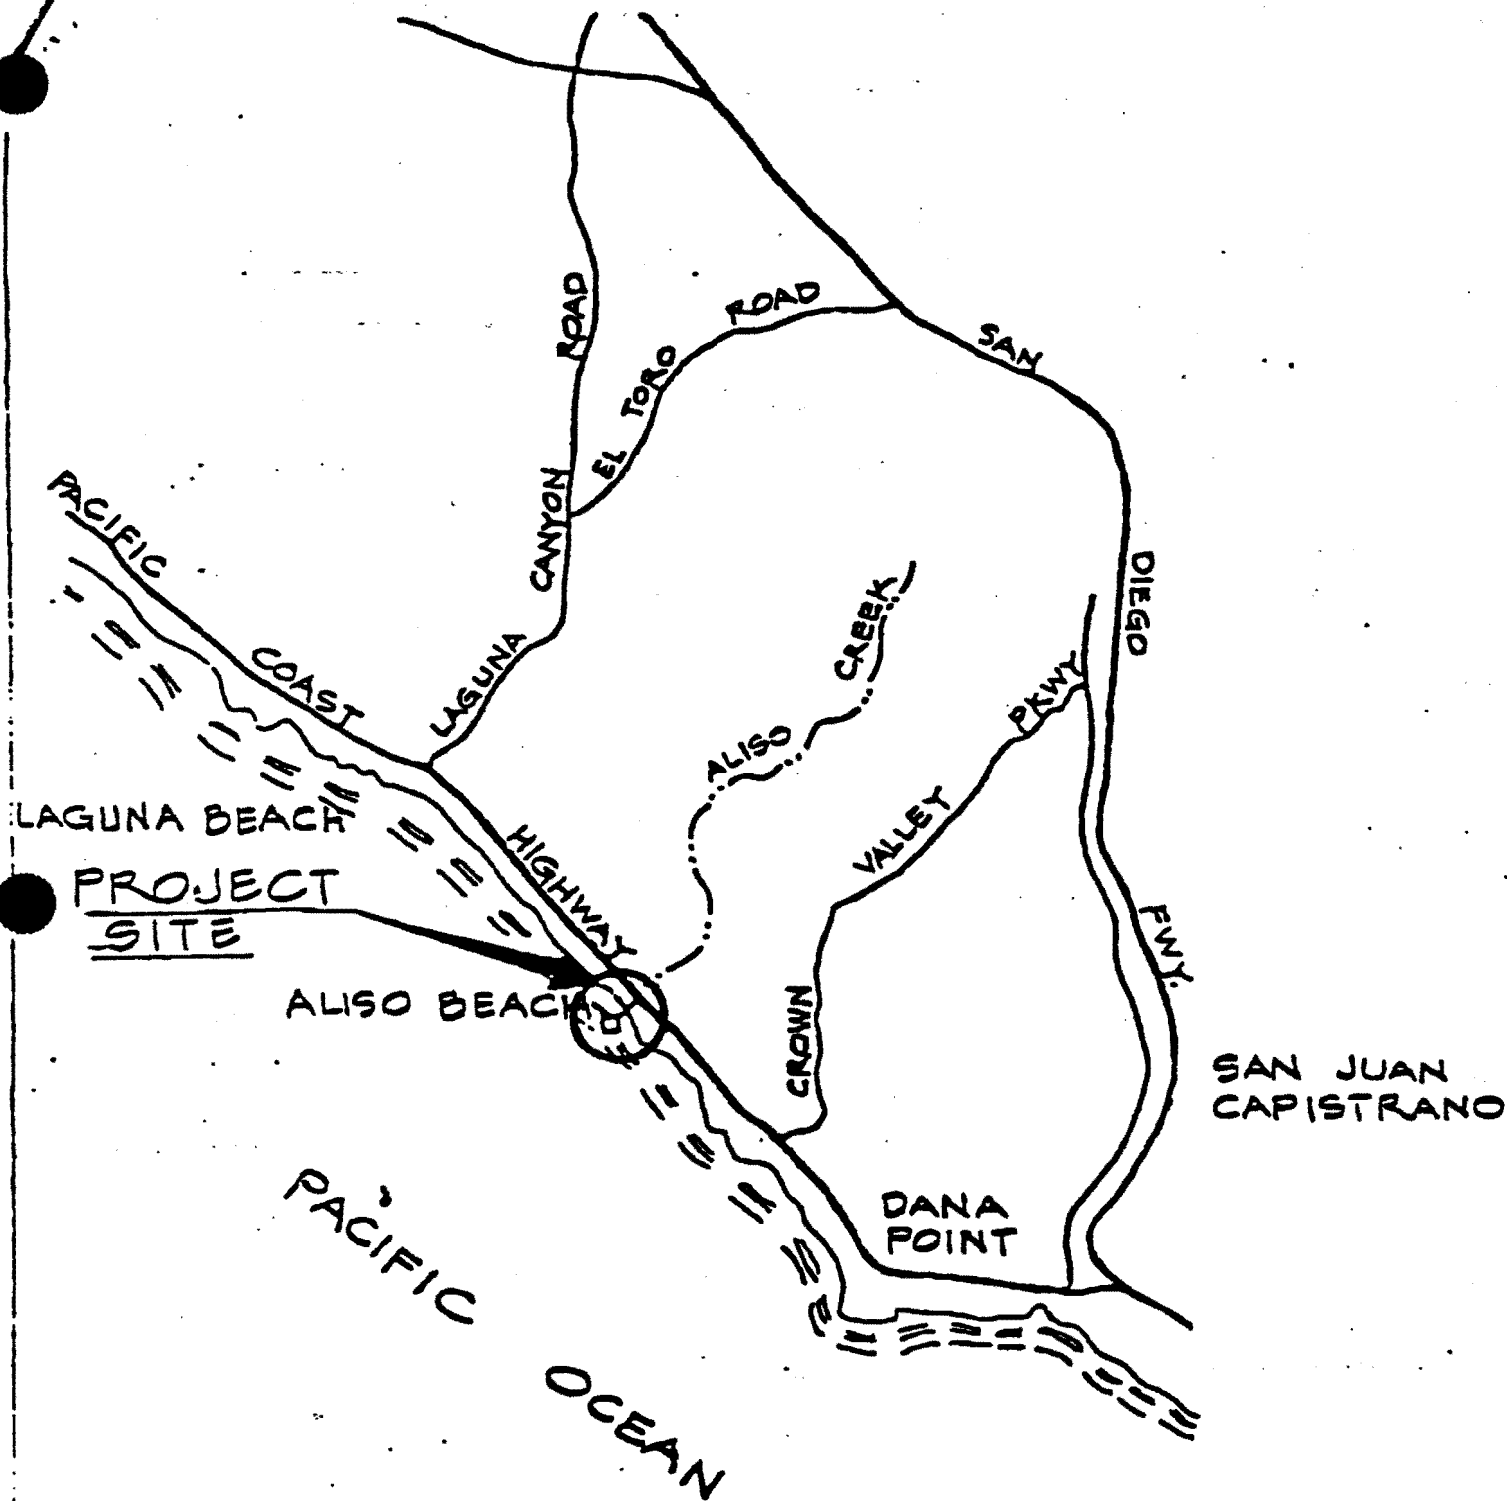 ROAD
SAN
EL TORO ROAD
PACIFIC
CANYON
DIEGO
CREEK
COAST
LAGUNA
PKWY
ALISO
LAGUNA BEACH
HIGHWAY
VALLEY
PROJECT
SITE
FWY.
ALISO BEACH
CROWN
SAN JUAN
CAPISTRANO
DANA
POINT
PACIFIC
OCEAN